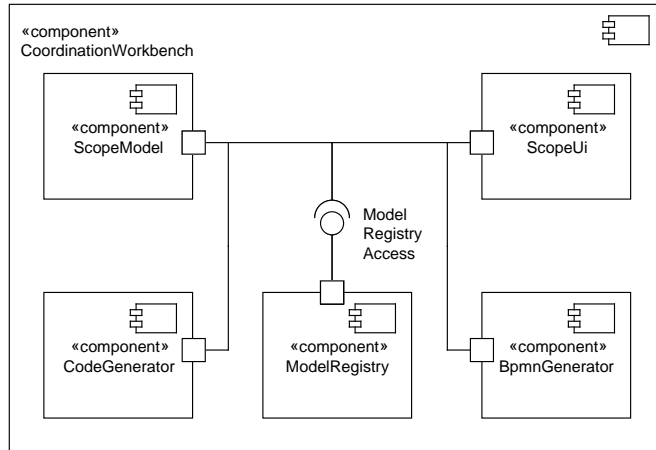 «component»
CoordinationWorkbench
«component»
ScopeModel
«component»
ScopeUi
Model
Registry
Access
«component»
CodeGenerator
«component»
ModelRegistry
«component»
BpmnGenerator